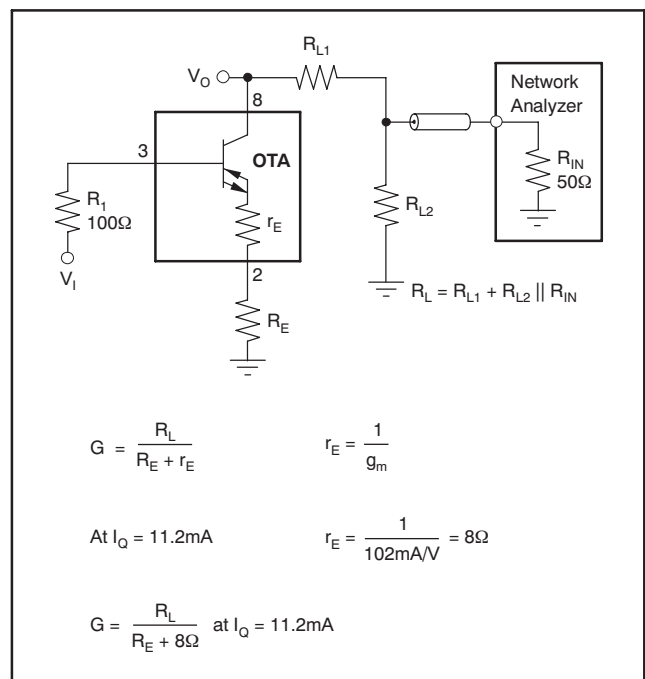 R_L1
V_O
8
Network
Analyzer
3
OTA
R_IN
50Ω
R_1
100Ω
r_E
R_L2
V_I
2
R_L = R_L1 + R_L2 || R_IN
R_E
G = R_L / (R_E + r_E)
r_E = 1 / g_m
At I_Q = 11.2mA
r_E = 1 / 102mA/V = 8Ω
G = R_L / (R_E + 8Ω) at I_Q = 11.2mA